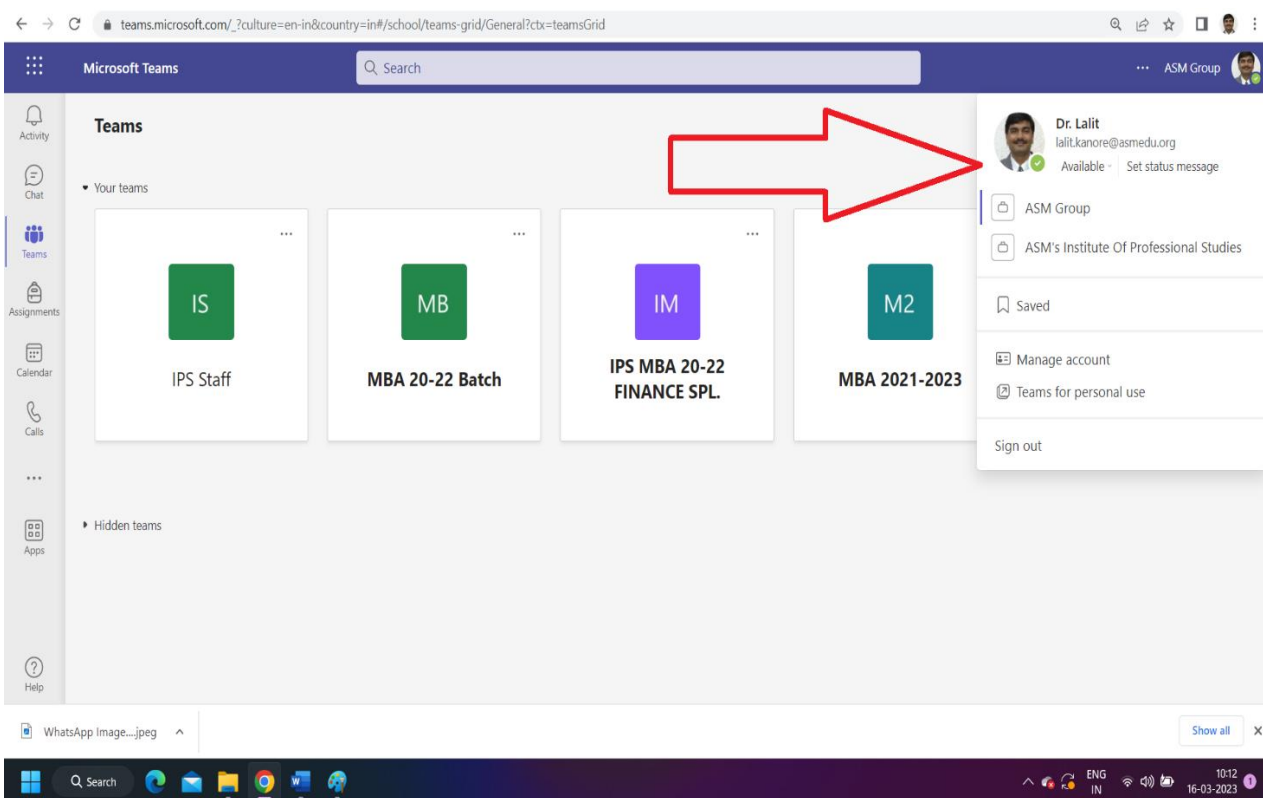 teams.microsoft.com/_?culture=en-in&country=in#/school/teams-grid/General?ctx=teamsGrid
Microsoft Teams
Search
... ASM Group
Activity
Chat
Teams
Assignments
Calendar
Calls
...
Apps
Help
Teams
Your teams
...
IS
IPS Staff
...
MB
MBA 20-22 Batch
...
IM
IPS MBA 20-22
FINANCE SPL.
M2
MBA 2021-2023
Hidden teams
Dr. Lalit
lalit.kanore@asmedu.org
Available Set status message
ASM Group
ASM's Institute Of Professional Studies
Saved
Manage account
Teams for personal use
Sign out
WhatsApp Image....jpeg
Show all X
Search
W
ENG
IN
10:12
16-03-2023
1